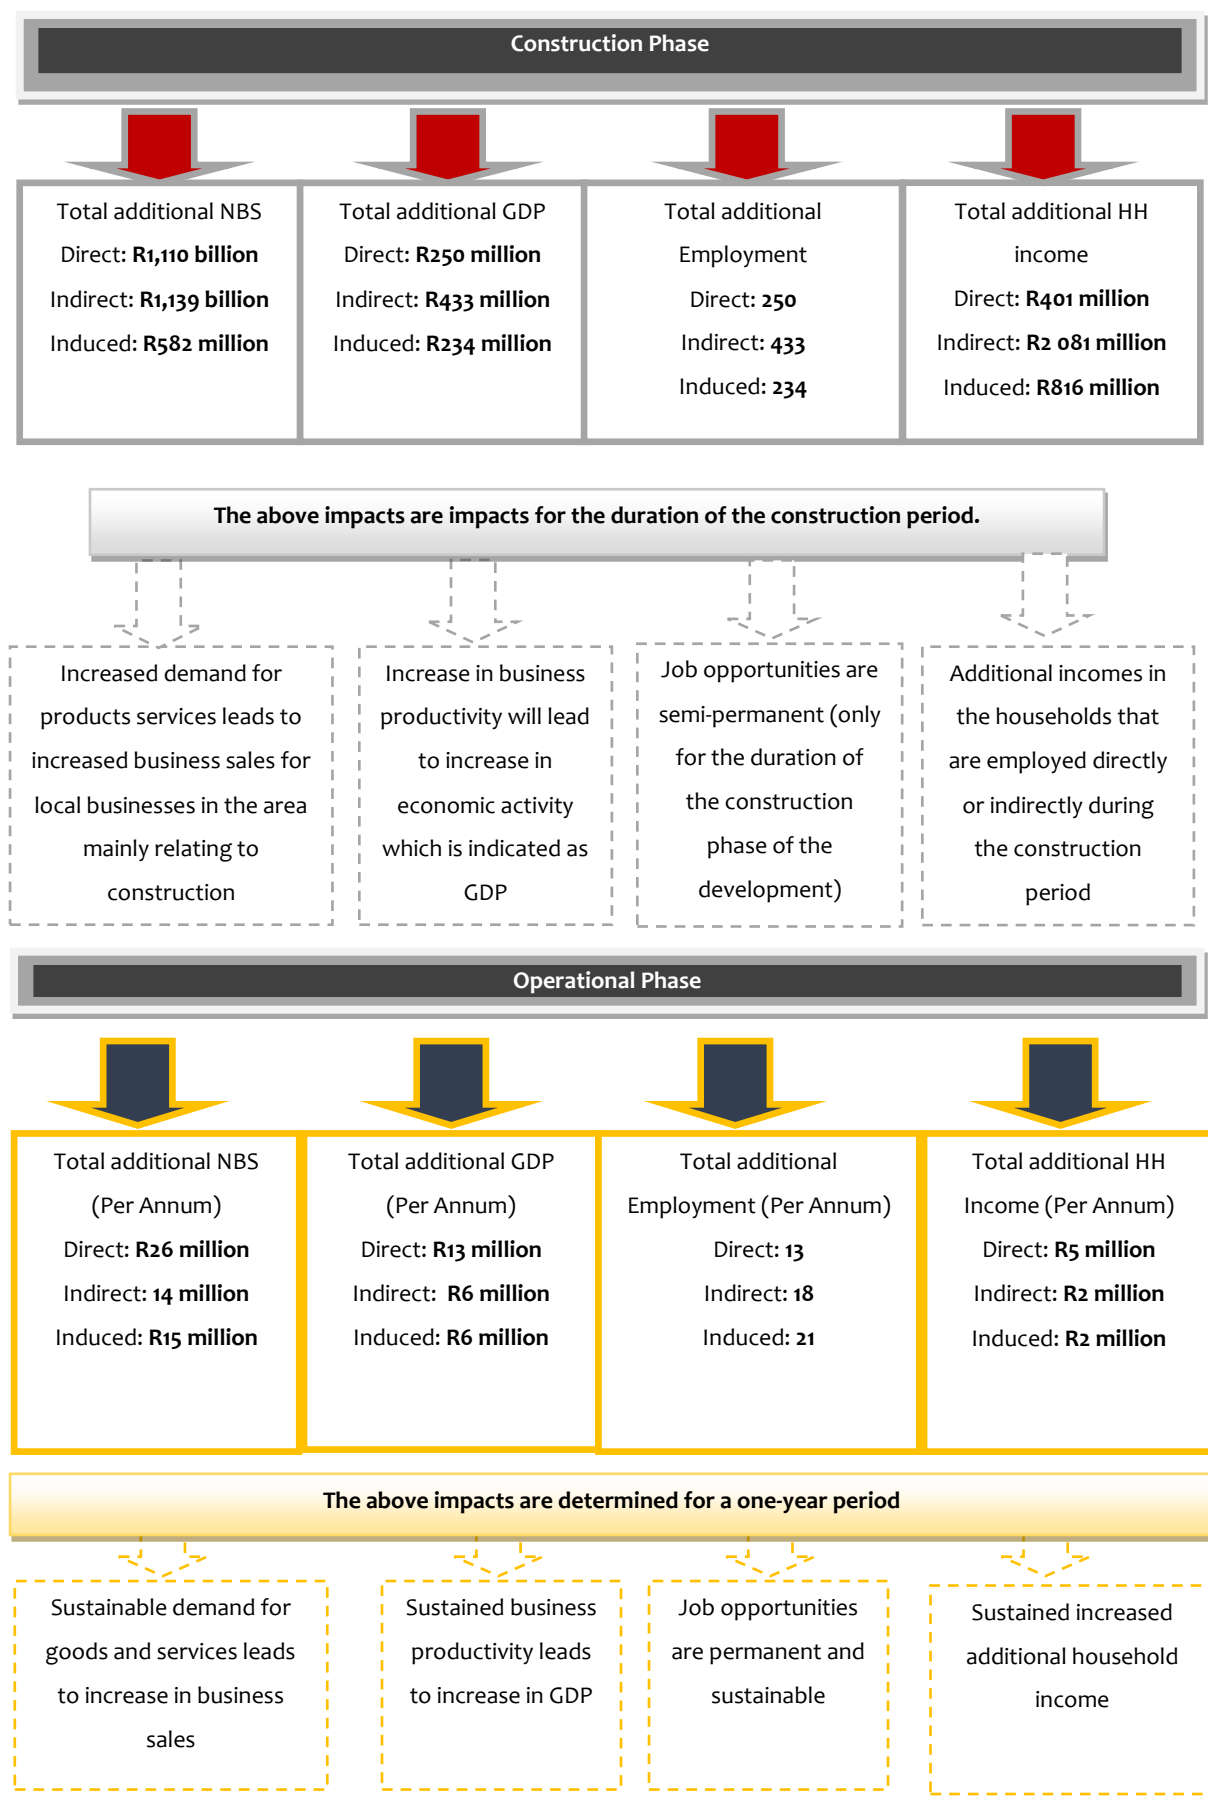 Construction Phase
Total additional NBS
Direct: R1,110 billion
Indirect: R1,139 billion
Induced: R582 million
Total additional GDP
Direct: R250 million
Indirect: R433 million
Induced: R234 million
Total additional
Employment
Direct: 250
Indirect: 433
Induced: 234
Total additional HH
income
Direct: R401 million
Indirect: R2 081 million
Induced: R816 million
The above impacts are impacts for the duration of the construction period.
Increased demand for
products services leads to
increased business sales for
local businesses in the area
mainly relating to
construction
Increase in business
productivity will lead
to increase in
economic activity
which is indicated as
GDP
Job opportunities are
semi-permanent (only
for the duration of
the construction
phase of the
development)
Additional incomes in
the households that
are employed directly
or indirectly during
the construction
period
Operational Phase
Total additional NBS
(Per Annum)
Direct: R26 million
Indirect: 14 million
Induced: R15 million
Total additional GDP
(Per Annum)
Direct: R13 million
Indirect: R6 million
Induced: R6 million
Total additional
Employment (Per Annum)
Direct: 13
Indirect: 18
Induced: 21
Total additional HH
Income (Per Annum)
Direct: R5 million
Indirect: R2 million
Induced: R2 million
The above impacts are determined for a one-year period
Sustainable demand for
goods and services leads
to increase in business
sales
Sustained business
productivity leads
to increase in GDP
Job opportunities
are permanent and
sustainable
Sustained increased
additional household
income